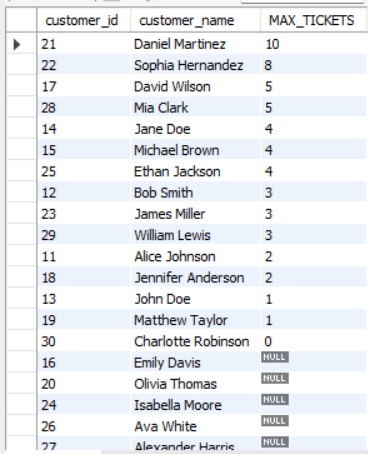 customer_id customer_name MAX_TICKETS
21 Daniel Martinez 10
22 Sophia Hernandez 8
17 David Wilson 5
28 Mia Clark 5
14 Jane Doe 4
15 Michael Brown 4
25 Ethan Jackson 4
12 Bob Smith 3
23 James Miller 3
29 William Lewis 3
11 Alice Johnson 2
18 Jennifer Anderson 2
13 John Doe 1
19 Matthew Taylor 1
30 Charlotte Robinson 0
16 Emily Davis NULL
20 Olivia Thomas NULL
24 Isabella Moore NULL
26 Ava White NULL
27 Alexander Harris NULL